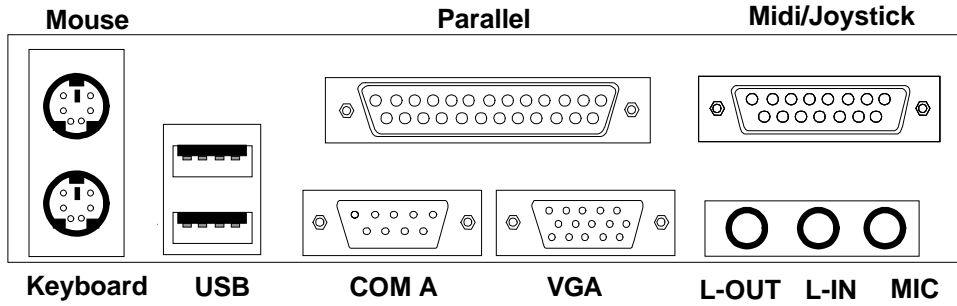 Mouse Parallel Midi/Joystick
Keyboard USB COM A VGA L-OUT L-IN MIC